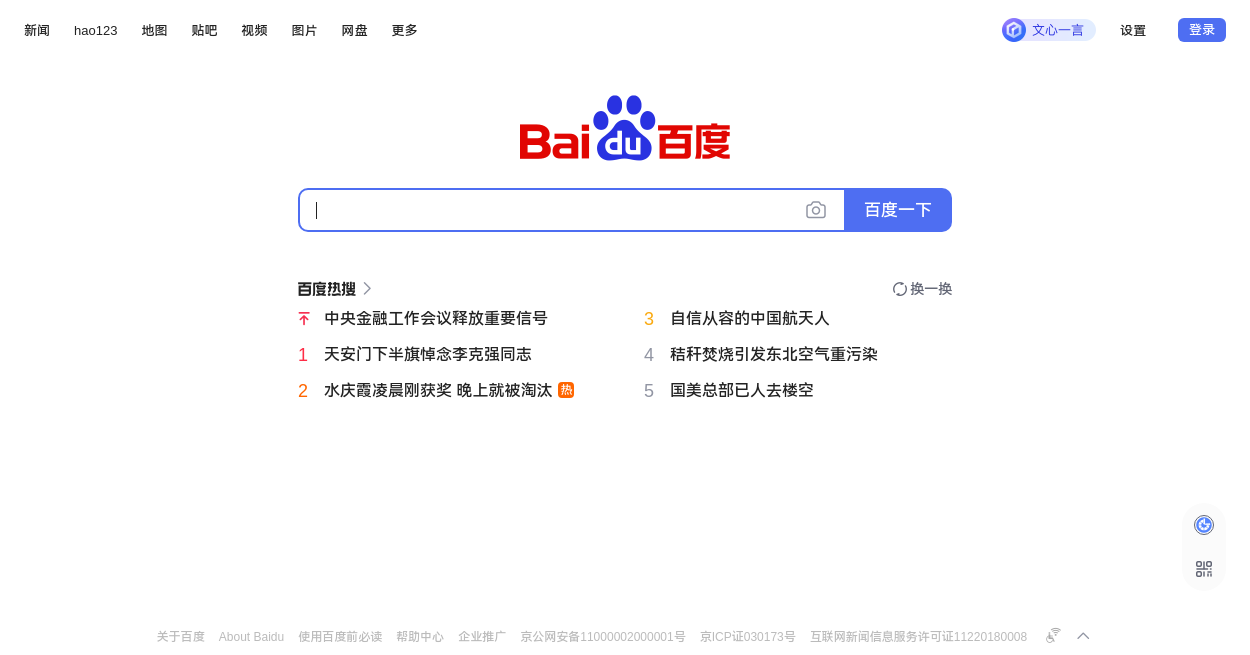 新闻 hao123 地图 贴吧 视频 图片 网盘 更多 文心一言 设置 登录
Bai du 百度
百度一下
百度热搜 换一换
中央金融工作会议释放重要信号
1 天安门下半旗悼念李克强同志
2 水庆霞凌晨刚获奖 晚上就被淘汰 热
3 自信从容的中国航天人
4 秸秆焚烧引发东北空气重污染
5 国美总部已人去楼空
关于百度 About Baidu 使用百度前必读 帮助中心 企业推广 京公网安备11000002000001号 京ICP证030173号 互联网新闻信息服务许可证11220180008